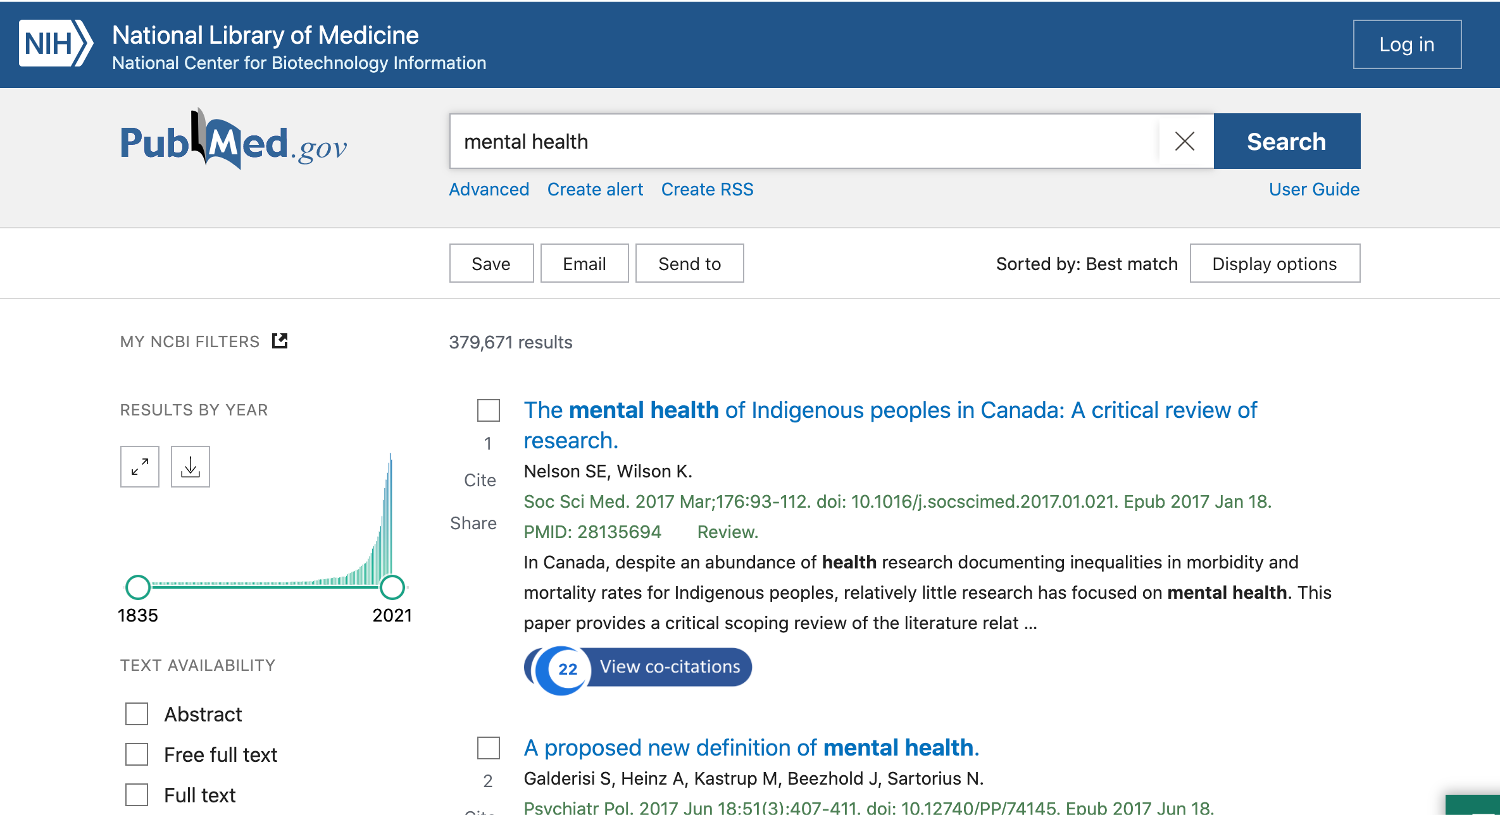 NIH
National Library of Medicine
National Center for Biotechnology Information
Log in
PubMed.gov
mental health
Search
Advanced Create alert Create RSS
User Guide
Save Email Send to
Sorted by: Best match Display options
MY NCBI FILTERS
379,671 results
RESULTS BY YEAR
1835 2021
TEXT AVAILABILITY
Abstract
Free full text
Full text
The mental health of Indigenous peoples in Canada: A critical review of
research.
1
Cite
Share
Nelson SE, Wilson K.
Soc Sci Med. 2017 Mar;176:93-112. doi: 10.1016/j.socscimed.2017.01.021. Epub 2017 Jan 18.
PMID: 28135694 Review.
In Canada, despite an abundance of health research documenting inequalities in morbidity and
mortality rates for Indigenous peoples, relatively little research has focused on mental health. This
paper provides a critical scoping review of the literature relat ...
22 View co-citations
A proposed new definition of mental health.
2
Cite
Galderisi S, Heinz A, Kastrup M, Beezhold J, Sartorius N.
Psychiatr Pol. 2017 Jun 18;51(3):407-411. doi: 10.12740/PP/74145. Epub 2017 Jun 18.